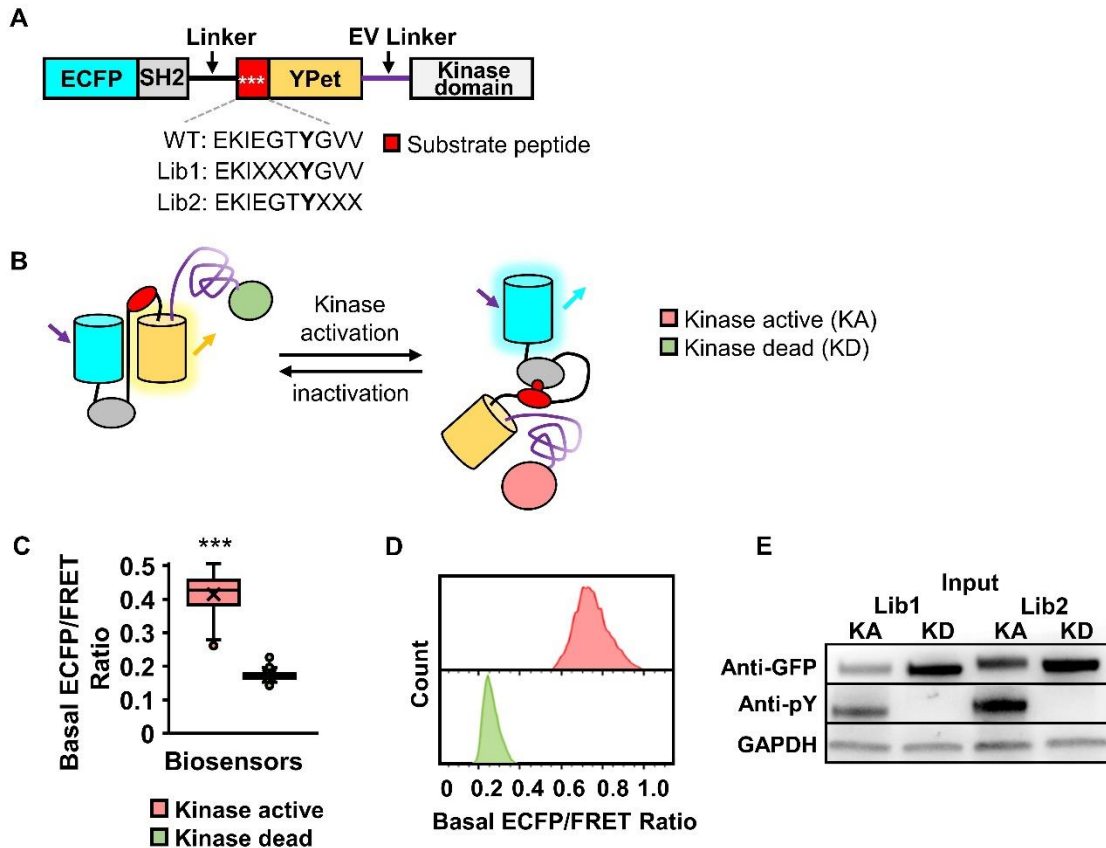 A
Linker
EV Linker
ECFP SH2 *** YPet Kinase domain
WT: EKIEGTYGVV
Substrate peptide
Lib1: EKIXXXYGVV
Lib2: EKIEGTYXXX
B
Kinase activation
inactivation
Kinase active (KA)
Kinase dead (KD)
C
***
Basal ECFP/FRET Ratio
0.5
0.4
0.3
0.2
0.1
0
Biosensors
Kinase active
Kinase dead
D
Count
0 0.2 0.4 0.6 0.8 1.0
Basal ECFP/FRET Ratio
E
Input
Lib1 Lib2
KA KD KA KD
Anti-GFP
Anti-pY
GAPDH